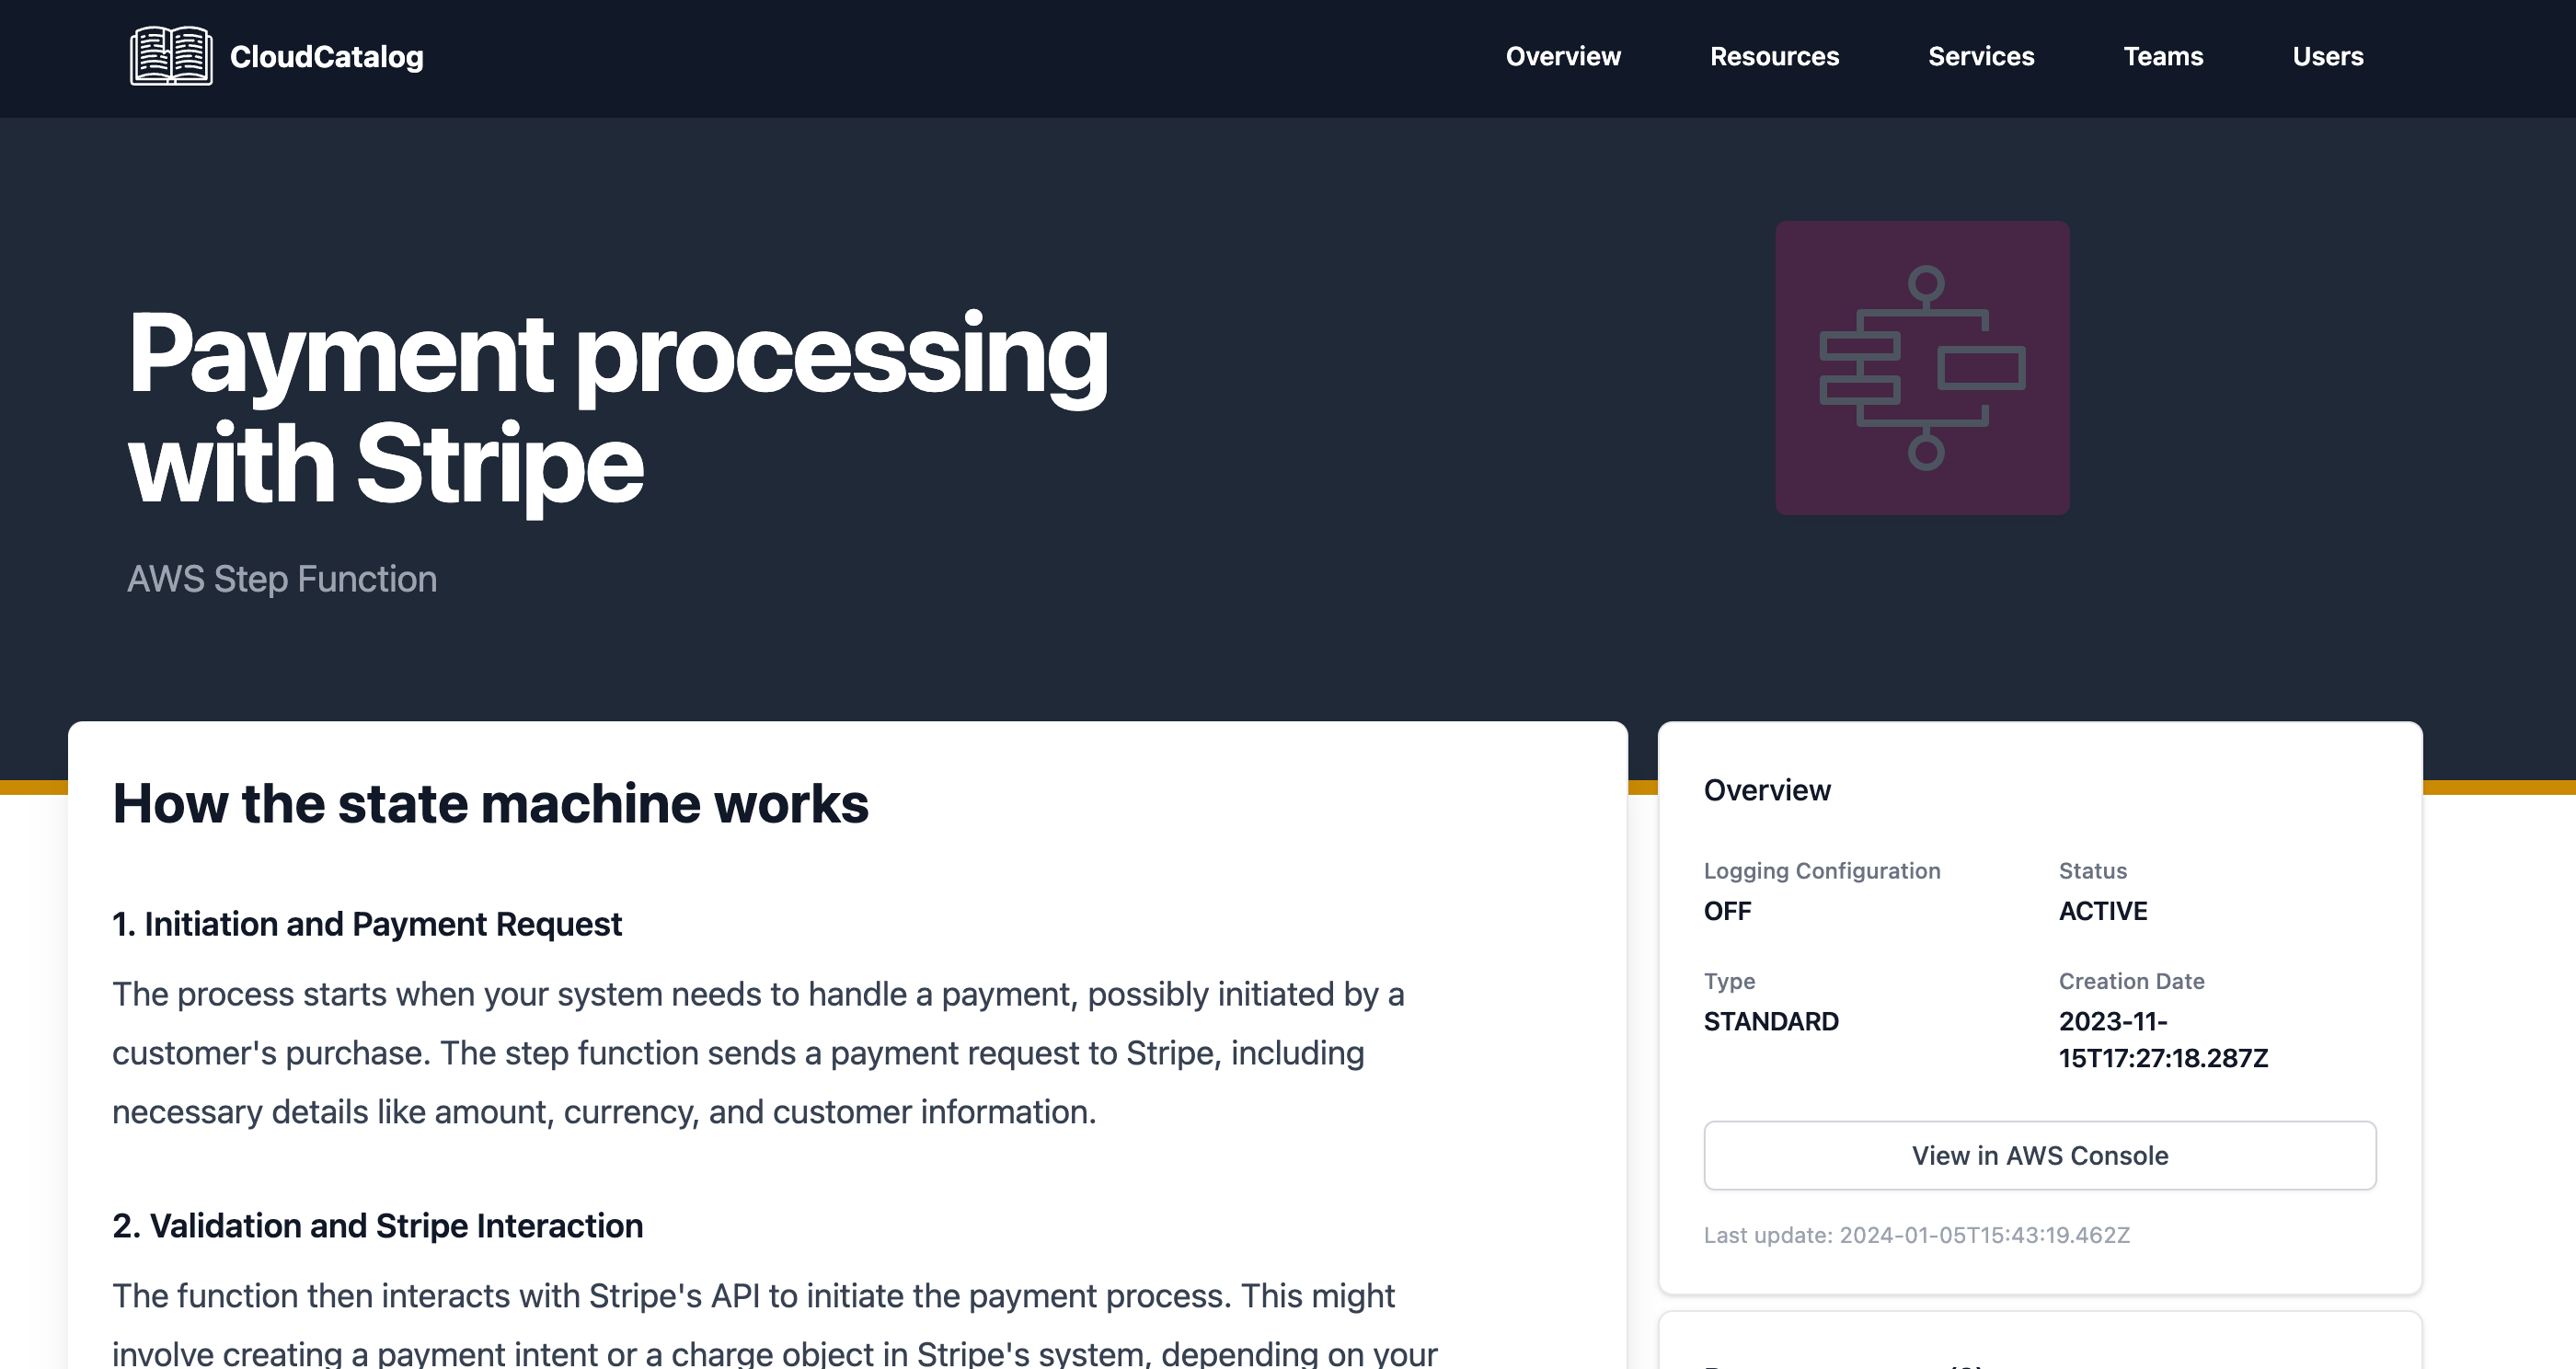 CloudCatalog
Overview
Resources
Services
Teams
Users
Payment processing
with Stripe
AWS Step Function
How the state machine works
1. Initiation and Payment Request
The process starts when your system needs to handle a payment, possibly initiated by a
customer's purchase. The step function sends a payment request to Stripe, including
necessary details like amount, currency, and customer information.
2. Validation and Stripe Interaction
The function then interacts with Stripe's API to initiate the payment process. This might
involve creating a payment intent or a charge object in Stripe's system, depending on your
Overview
Logging Configuration
OFF
Status
ACTIVE
Type
STANDARD
Creation Date
2023-11-
15T17:27:18.287Z
View in AWS Console
Last update: 2024-01-05T15:43:19.462Z